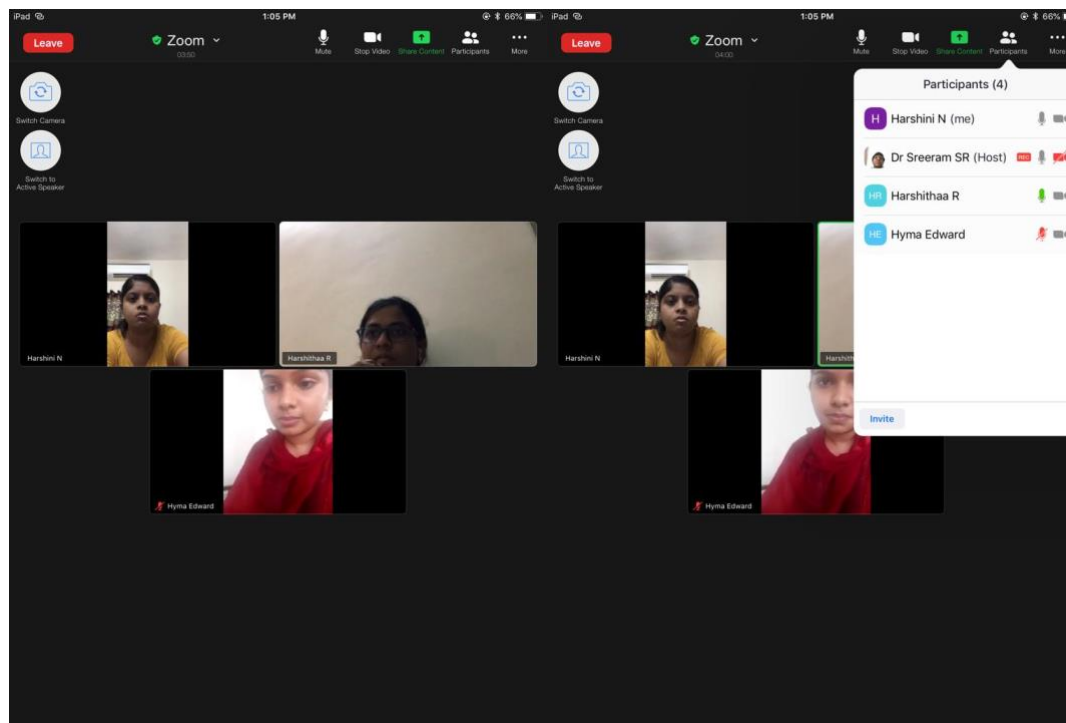 iPad 1:05 PM 66%
Leave Zoom Mute Stop Video Share Content Participants More
03:50
Switch Camera
Switch to
Active Speaker
Harshini N Harshithaa R
Hyma Edward
iPad 1:05 PM 66%
Leave Zoom Mute Stop Video Share Content Participants More
04:00
Participants (4)
H Harshini N (me)
Dr Sreeram SR (Host) REC
HR Harshithaa R
HE Hyma Edward
Invite
Switch Camera
Switch to
Active Speaker
Harshini N Harshith
Hyma Edward